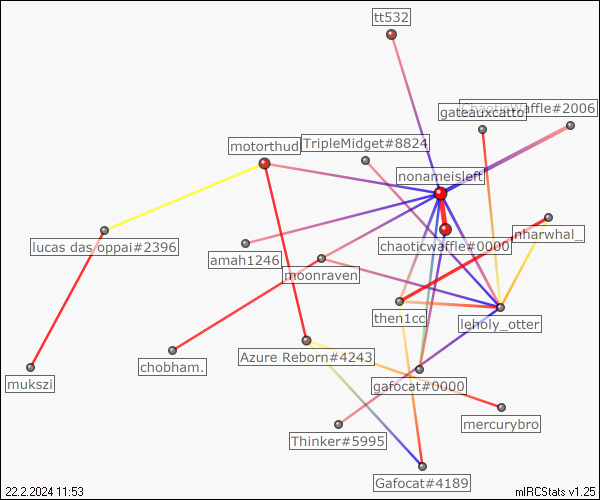 tt532
ChaoticWaffle#2006
gateauxcatto
motorthud
TripleMidget#8824
nonameisleft
nharwhal_
lucas das oppai#2396
chaoticwaffle#0000
amah1246
moonraven
then1cc
leholy_otter
Azure Reborn#4243
chobham.
mukszi
gafocat#0000
mercurybro
Thinker#5995
Gafocat#4189
22.2.2024 11:53
mIRCStats v1.25